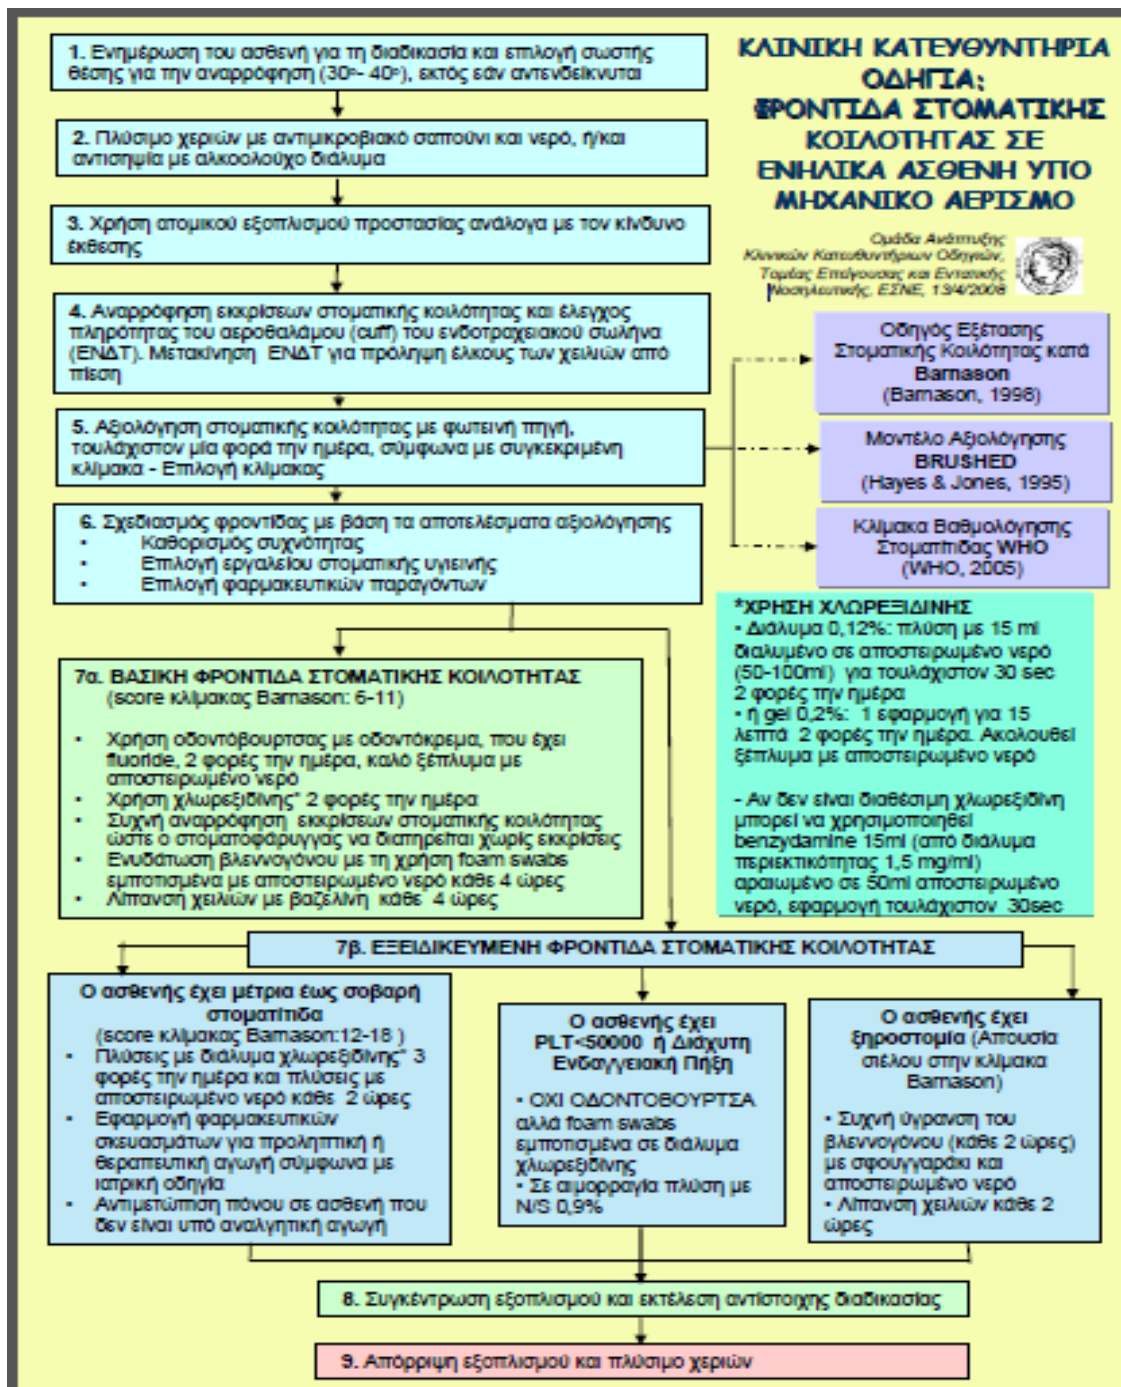 ΚΛΙΝΙΚΗ ΚΑΤΕΥΘΥΝΤΗΡΙΑ
ΟΔΗΓΙΑ:
ΦΡΟΝΤΙΔΑ ΣΤΟΜΑΤΙΚΗΣ
ΚΟΙΛΟΤΗΤΑΣ ΣΕ
ΕΝΗΛΙΚΑ ΑΣΘΕΝΗ ΥΠΟ
ΜΗΧΑΝΙΚΟ ΑΕΡΙΣΜΟ
Ομάδα Ανάπτυξης
Κλινικών Κατευθυντήριων Οδηγιών,
Τομέας Επείγουσας και Εντατικής
Νοσηλευτικής, ΕΣΝΕ, 13/4/2008
1. Ενημέρωση του ασθενή για τη διαδικασία και επιλογή σωστής
θέσης για την αναρρόφηση (30º- 40º), εκτός εάν αντενδείκνυται
2. Πλύσιμο χεριών με αντιμικροβιακό σαπούνι και νερό, ή/και
αντισηψία με αλκοολούχο διάλυμα
3. Χρήση ατομικού εξοπλισμού προστασίας ανάλογα με τον κίνδυνο
έκθεσης
4. Αναρρόφηση εκκρίσεων στοματικής κοιλότητας και έλεγχος
πληρότητας του αεροθαλάμου (cuff) του ενδοτραχειακού σωλήνα
(ΕΝΔΤ). Μετακίνηση ΕΝΔΤ για πρόληψη έλκους των χειλιών από
πίεση
5. Αξιολόγηση στοματικής κοιλότητας με φωτεινή πηγή,
τουλάχιστον μία φορά την ημέρα, σύμφωνα με συγκεκριμένη
κλίμακα - Επιλογή κλίμακας
Οδηγός Εξέτασης
Στοματικής Κοιλότητας κατά
Barnason
(Barnason, 1998)
Μοντέλο Αξιολόγησης
BRUSHED
(Hayes & Jones, 1995)
Κλίμακα Βαθμολόγησης
Στοματίτιδας WHO
(WHO, 2005)
6. Σχεδιασμός φροντίδας με βάση τα αποτελέσματα αξιολόγησης
• Καθορισμός συχνότητας
• Επιλογή εργαλείου στοματικής υγιεινής
• Επιλογή φαρμακευτικών παραγόντων
*ΧΡΗΣΗ ΧΛΩΡΕΞΙΔΙΝΗΣ
• Διάλυμα 0,12%: πλύση με 15 ml
διαλυμένο σε αποστειρωμένο νερό
(50-100ml) για τουλάχιστον 30 sec
2 φορές την ημέρα
• ή gel 0,2%: 1 εφαρμογή για 15
λεπτά 2 φορές την ημέρα. Ακολουθεί
ξέπλυμα με αποστειρωμένο νερό
- Αν δεν είναι διαθέσιμη χλωρεξιδίνη
μπορεί να χρησιμοποιηθεί
benzydamine 15ml (από διάλυμα
περιεκτικότητας 1,5 mg/ml)
αραιωμένο σε 50ml αποστειρωμένο
νερό, εφαρμογή τουλάχιστον 30sec
7α. ΒΑΣΙΚΗ ΦΡΟΝΤΙΔΑ ΣΤΟΜΑΤΙΚΗΣ ΚΟΙΛΟΤΗΤΑΣ
(score κλίμακας Barnason: 6-11)
• Χρήση οδοντόβουρτσας με οδοντόκρεμα, που έχει
fluoride, 2 φορές την ημέρα, καλό ξέπλυμα με
αποστειρωμένο νερό
• Χρήση χλωρεξιδίνης* 2 φορές την ημέρα
• Συχνή αναρρόφηση εκκρίσεων στοματικής κοιλότητας
ώστε ο στοματοφάρυγγας να διατηρείται χωρίς εκκρίσεις
• Ενυδάτωση βλεννογόνου με τη χρήση foam swabs
εμποτισμένα με αποστειρωμένο νερό κάθε 4 ώρες
• Λίπανση χειλιών με βαζελίνη κάθε 4 ώρες
7β. ΕΞΕΙΔΙΚΕΥΜΕΝΗ ΦΡΟΝΤΙΔΑ ΣΤΟΜΑΤΙΚΗΣ ΚΟΙΛΟΤΗΤΑΣ
Ο ασθενής έχει μέτρια έως σοβαρή
στοματίτιδα
(score κλίμακας Barnason:12-18 )
• Πλύσεις με διάλυμα χλωρεξιδίνης* 3
φορές την ημέρα και πλύσεις με
αποστειρωμένο νερό κάθε 2 ώρες
• Εφαρμογή φαρμακευτικών
σκευασμάτων για προληπτική ή
θεραπευτική αγωγή σύμφωνα με
ιατρική οδηγία
• Αντιμετώπιση πόνου σε ασθενή που
δεν είναι υπό αναλγητική αγωγή
Ο ασθενής έχει
PLT<50000 ή Διάχυτη
Ενδαγγειακή Πήξη
• ΟΧΙ ΟΔΟΝΤΟΒΟΥΡΤΣΑ
αλλά foam swabs
εμποτισμένα σε διάλυμα
χλωρεξιδίνης
• Σε αιμορραγία πλύση με
N/S 0,9%
Ο ασθενής έχει
ξηροστομία (Απουσία
σιέλου στην κλίμακα
Barnason)
• Συχνή ύγρανση του
βλεννογόνου (κάθε 2 ώρες)
με σφουγγαράκι και
αποστειρωμένο νερό
• Λίπανση χειλιών κάθε 2
ώρες
8. Συγκέντρωση εξοπλισμού και εκτέλεση αντίστοιχης διαδικασίας
9. Απόρριψη εξοπλισμού και πλύσιμο χεριών